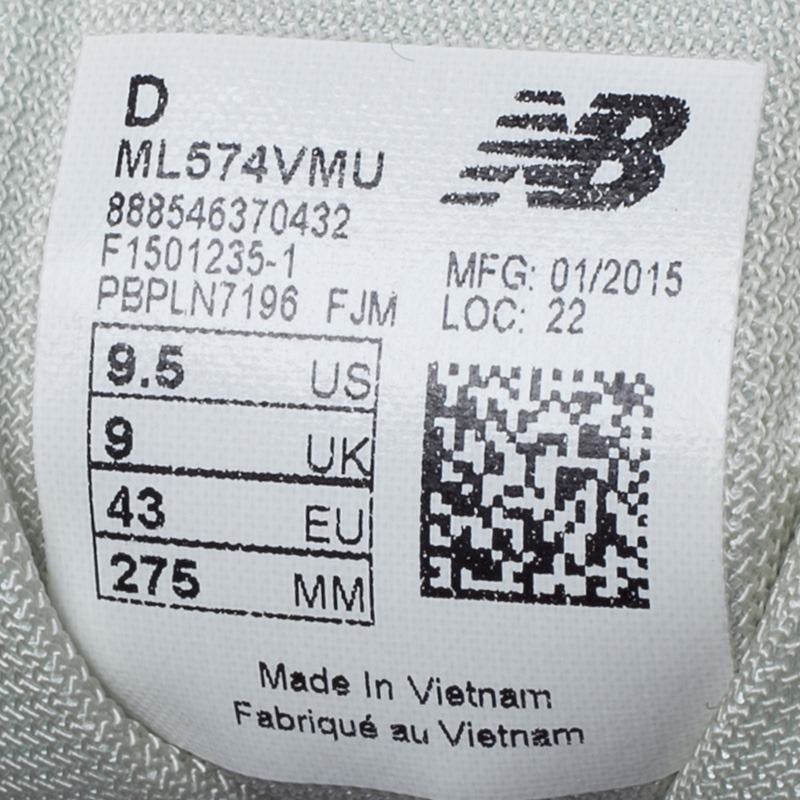 D
NB
ML574VMU
888546370432
F1501235-1
PBPLN7196 FJM
MFG: 01/2015
LOC: 22
9.5 US
9 UK
43 EU
275 MM
Made In Vietnam
Fabriqué au Vietnam